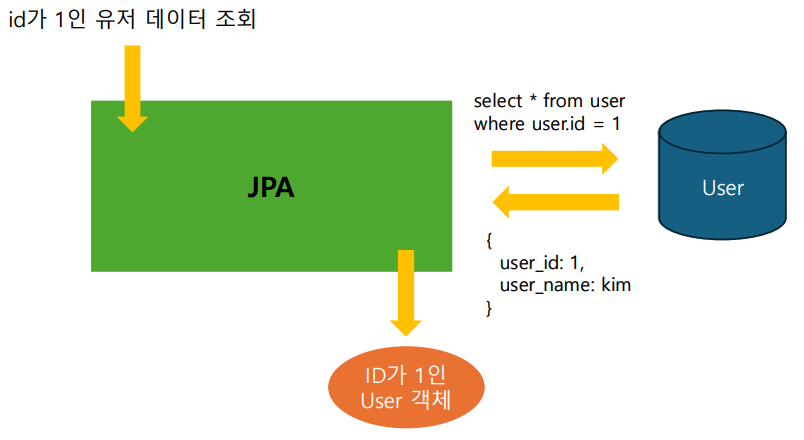 id가 1인 유저 데이터 조회
JPA
select * from user
where user.id = 1
User
{
user_id: 1,
user_name: kim
}
ID가 1인
User 객체